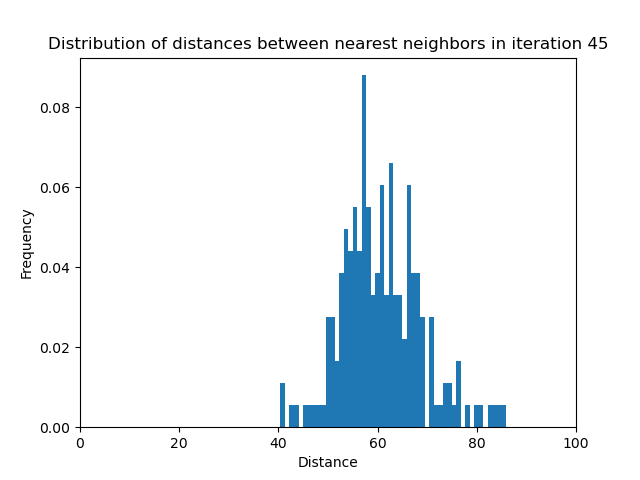 Distribution of distances between nearest neighbors in iteration 45
0.08
0.06
0.04
0.02
0.00
Frequency
0 20 40 60 80 100
Distance